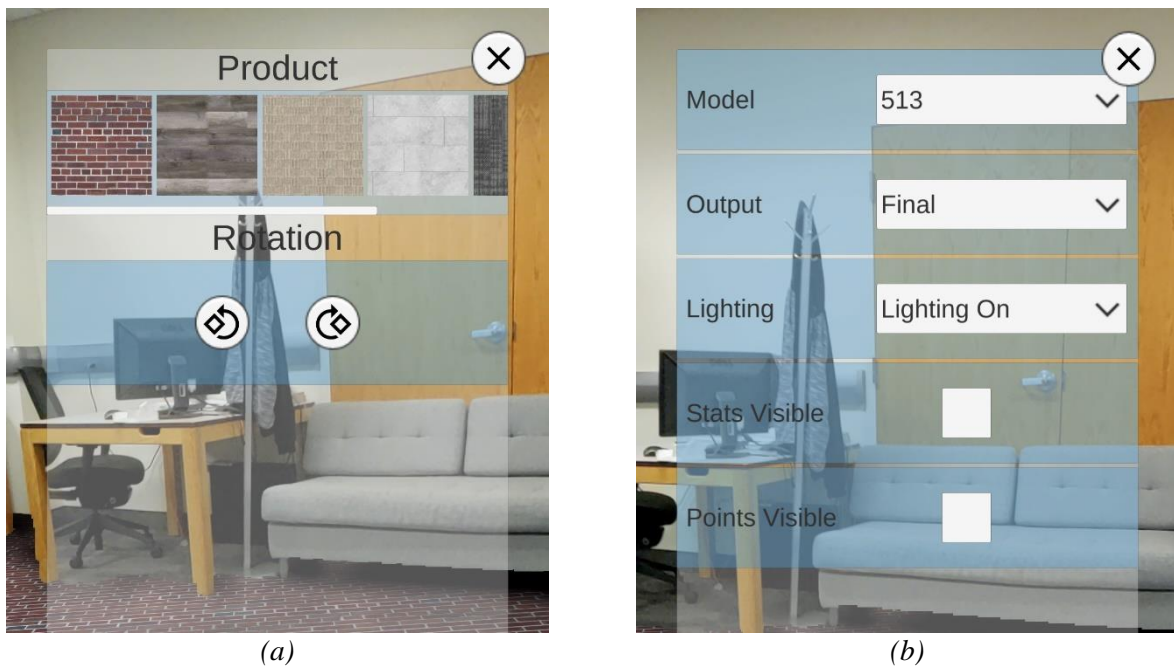 Product
Rotation
(a)
Model 513
Output Final
Lighting Lighting On
Stats Visible
Points Visible
(b)